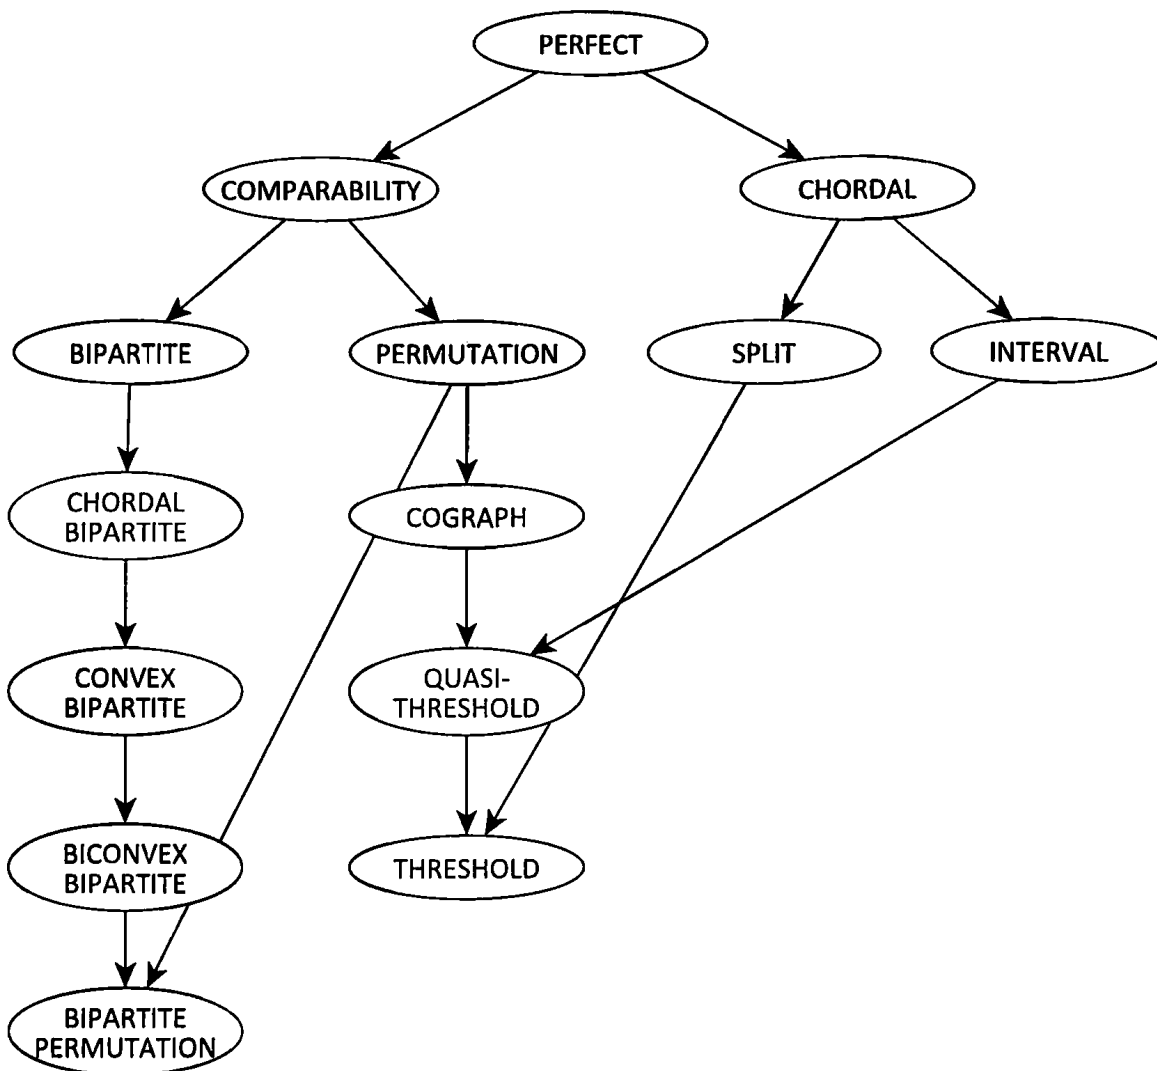 PERFECT
COMPARABILITY
CHORDAL
BIPARTITE
PERMUTATION
SPLIT
INTERVAL
CHORDAL
BIPARTITE
COGRAPH
CONVEX
BIPARTITE
QUASI-
THRESHOLD
BICONVEX
BIPARTITE
THRESHOLD
BIPARTITE
PERMUTATION